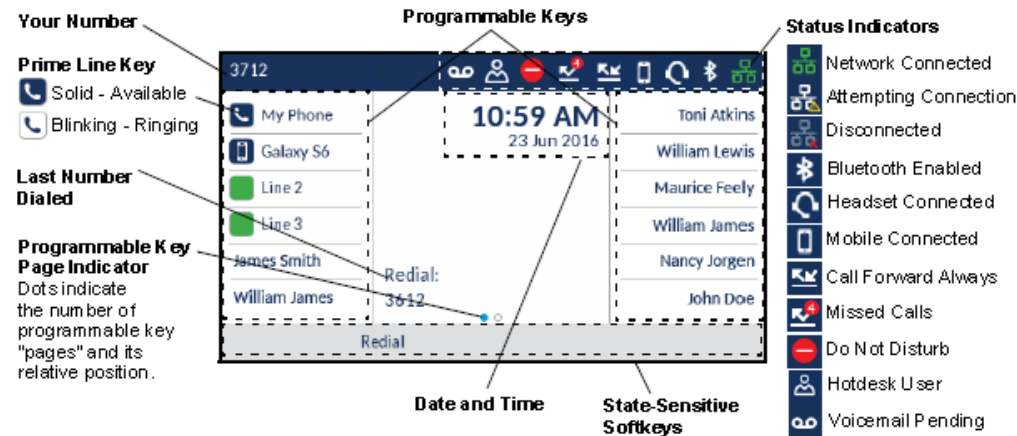 Your Number
Programmable Keys
Status Indicators
Prime Line Key
Solid - Available
Blinking - Ringing
Last Number
Dialed
Programmable Key
Page Indicator
Dots indicate
the number of
programmable key
"pages" and its
relative position.
3712
4
My Phone
Galaxy S6
Line 2
Line 3
James Smith
William James
10:59 AM
23 Jun 2016
Redial:
3612
Toni Atkins
William Lewis
Maurice Feely
William James
Nancy Jorgen
John Doe
Redial
Date and Time
State-Sensitive
Softkeys
Network Connected
Attempting Connection
Disconnected
Bluetooth Enabled
Headset Connected
Mobile Connected
Call Forward Always
4
Missed Calls
Do Not Disturb
Hotdesk User
Voicemail Pending